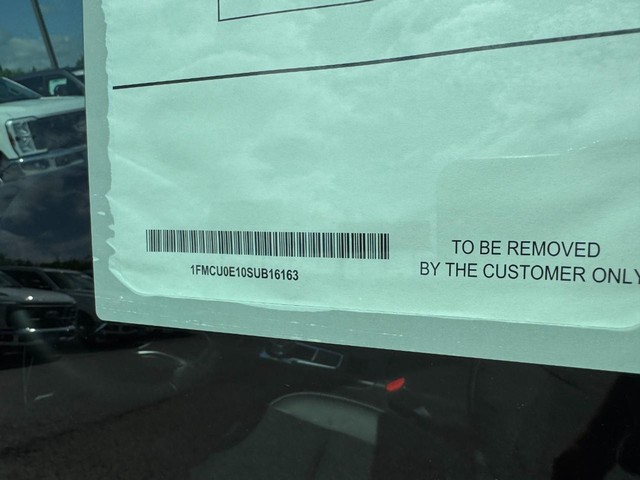 TO BE REMOVED
BY THE CUSTOMER ONLY
1FMCU0E10SUB16163